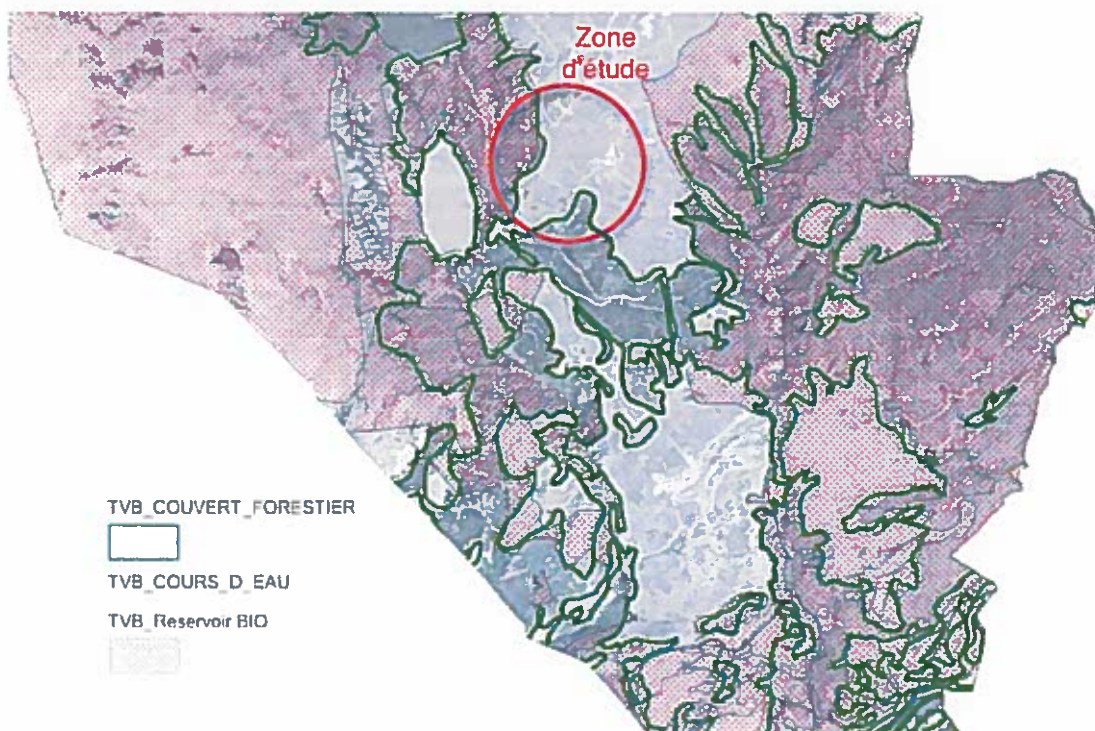 Zone
d'étude
TVB_COUVERT_FORESTIER
TVB_COURS_D_EAU
TVB_Reservoir BIO